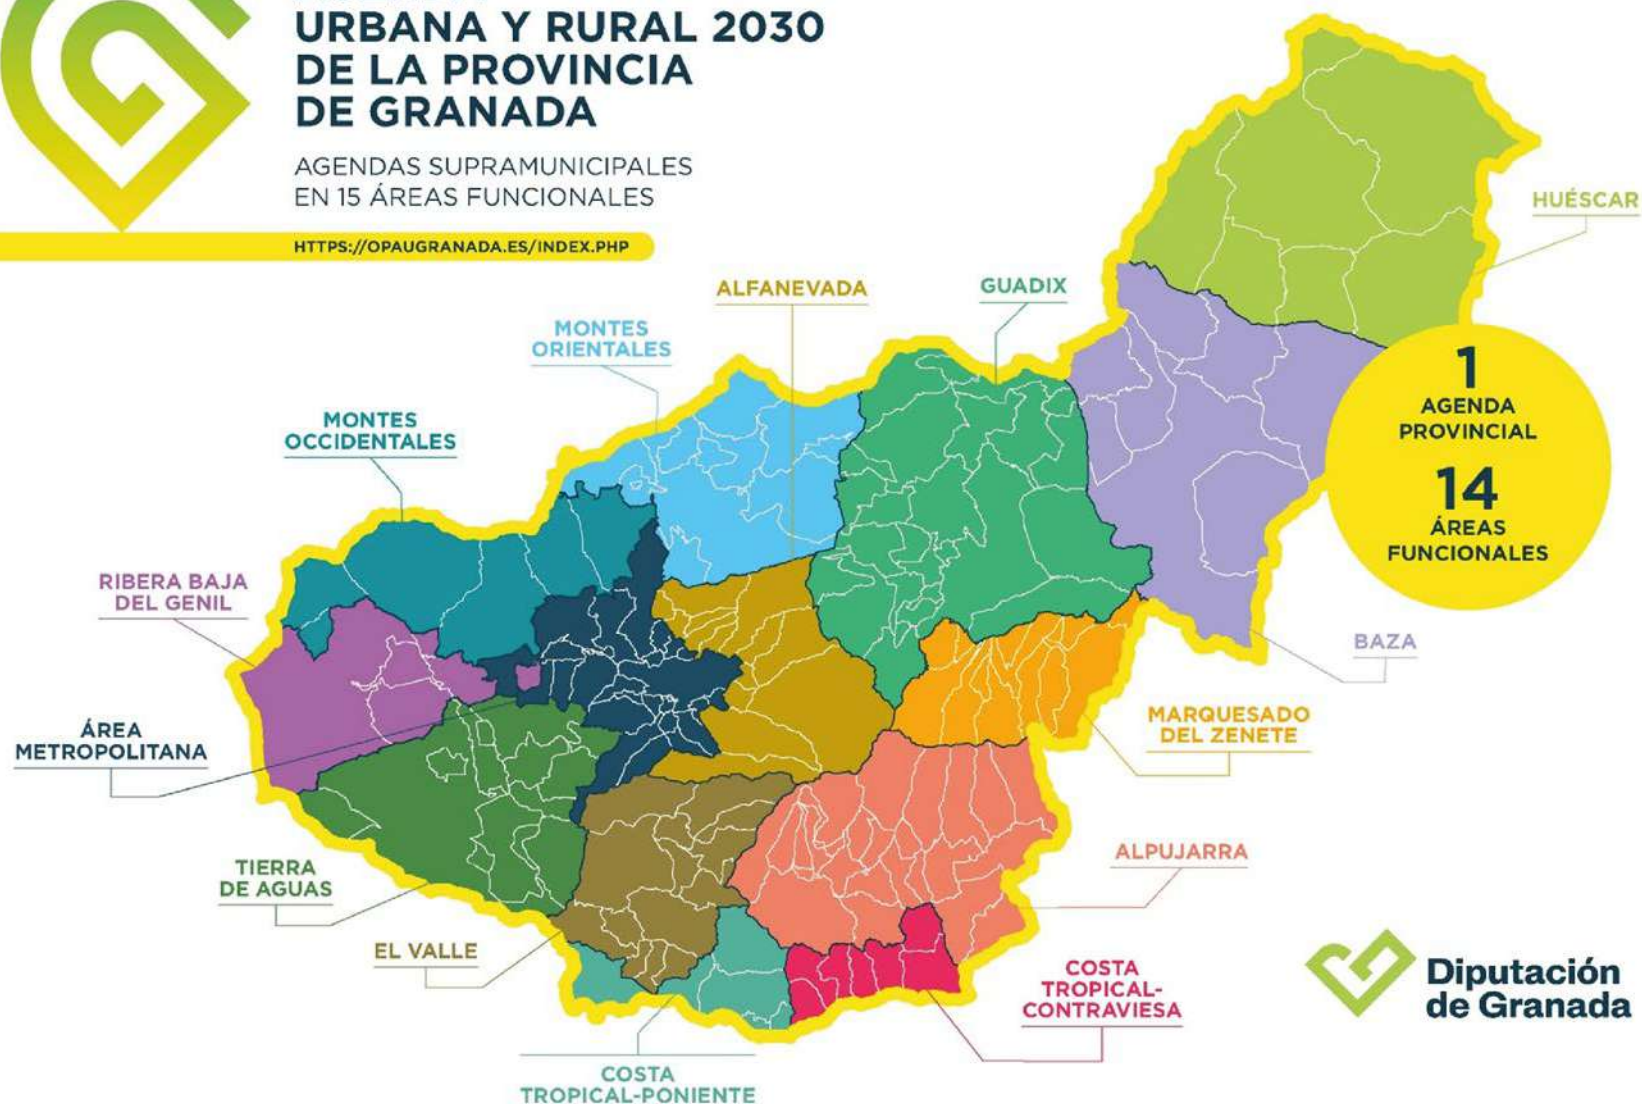 URBANA Y RURAL 2030
DE LA PROVINCIA
DE GRANADA
AGENDAS SUPRAMUNICIPALES
EN 15 ÁREAS FUNCIONALES
HTTPS://OPAUGRANADA.ES/INDEX.PHP
HUÉSCAR
ALFANEVADA
GUADIX
MONTES
ORIENTALES
MONTES
OCCIDENTALES
1
AGENDA
PROVINCIAL
14
ÁREAS
FUNCIONALES
RIBERA BAJA
DEL GENIL
BAZA
ÁREA
METROPOLITANA
MARQUESADO
DEL ZENETE
TIERRA
DE AGUAS
ALPUJARRA
EL VALLE
COSTA
TROPICAL-
CONTRAVIESA
Diputación
de Granada
COSTA
TROPICAL-PONIENTE